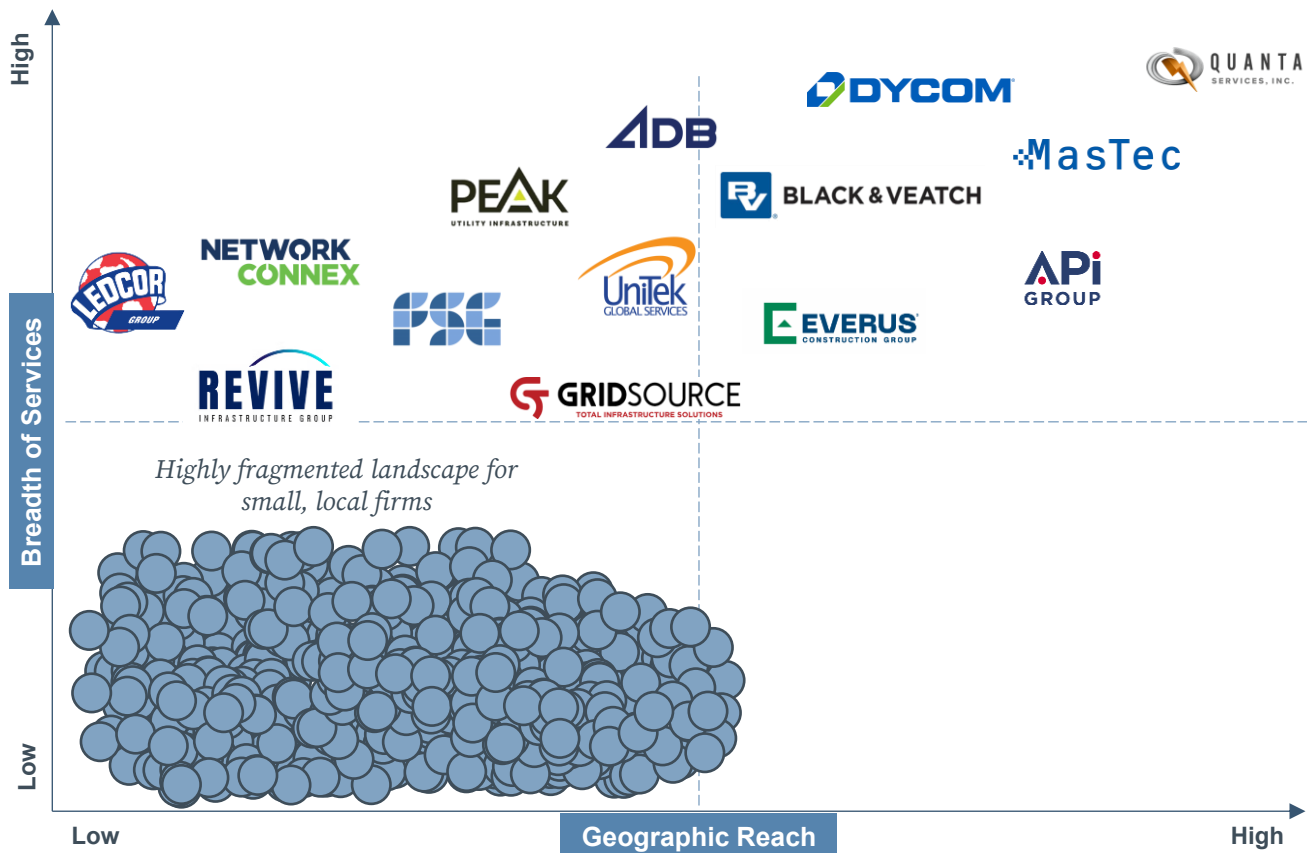 High
QUANTA
SERVICES, INC.
DYCOM
ADB
MasTec
PEAK
UTILITY INFRASTRUCTURE
BV BLACK & VEATCH
NETWORK
CONNEX
LEDCOR
GROUP
UniTek
GLOBAL SERVICES
APi
GROUP
FSG
EVERUS
CONSTRUCTION GROUP
REVIVE
INFRASTRUCTURE GROUP
GRIDSOURCE
TOTAL INFRASTRUCTURE SOLUTIONS
Breadth of Services
Highly fragmented landscape for
small, local firms
Low
Low
Geographic Reach
High